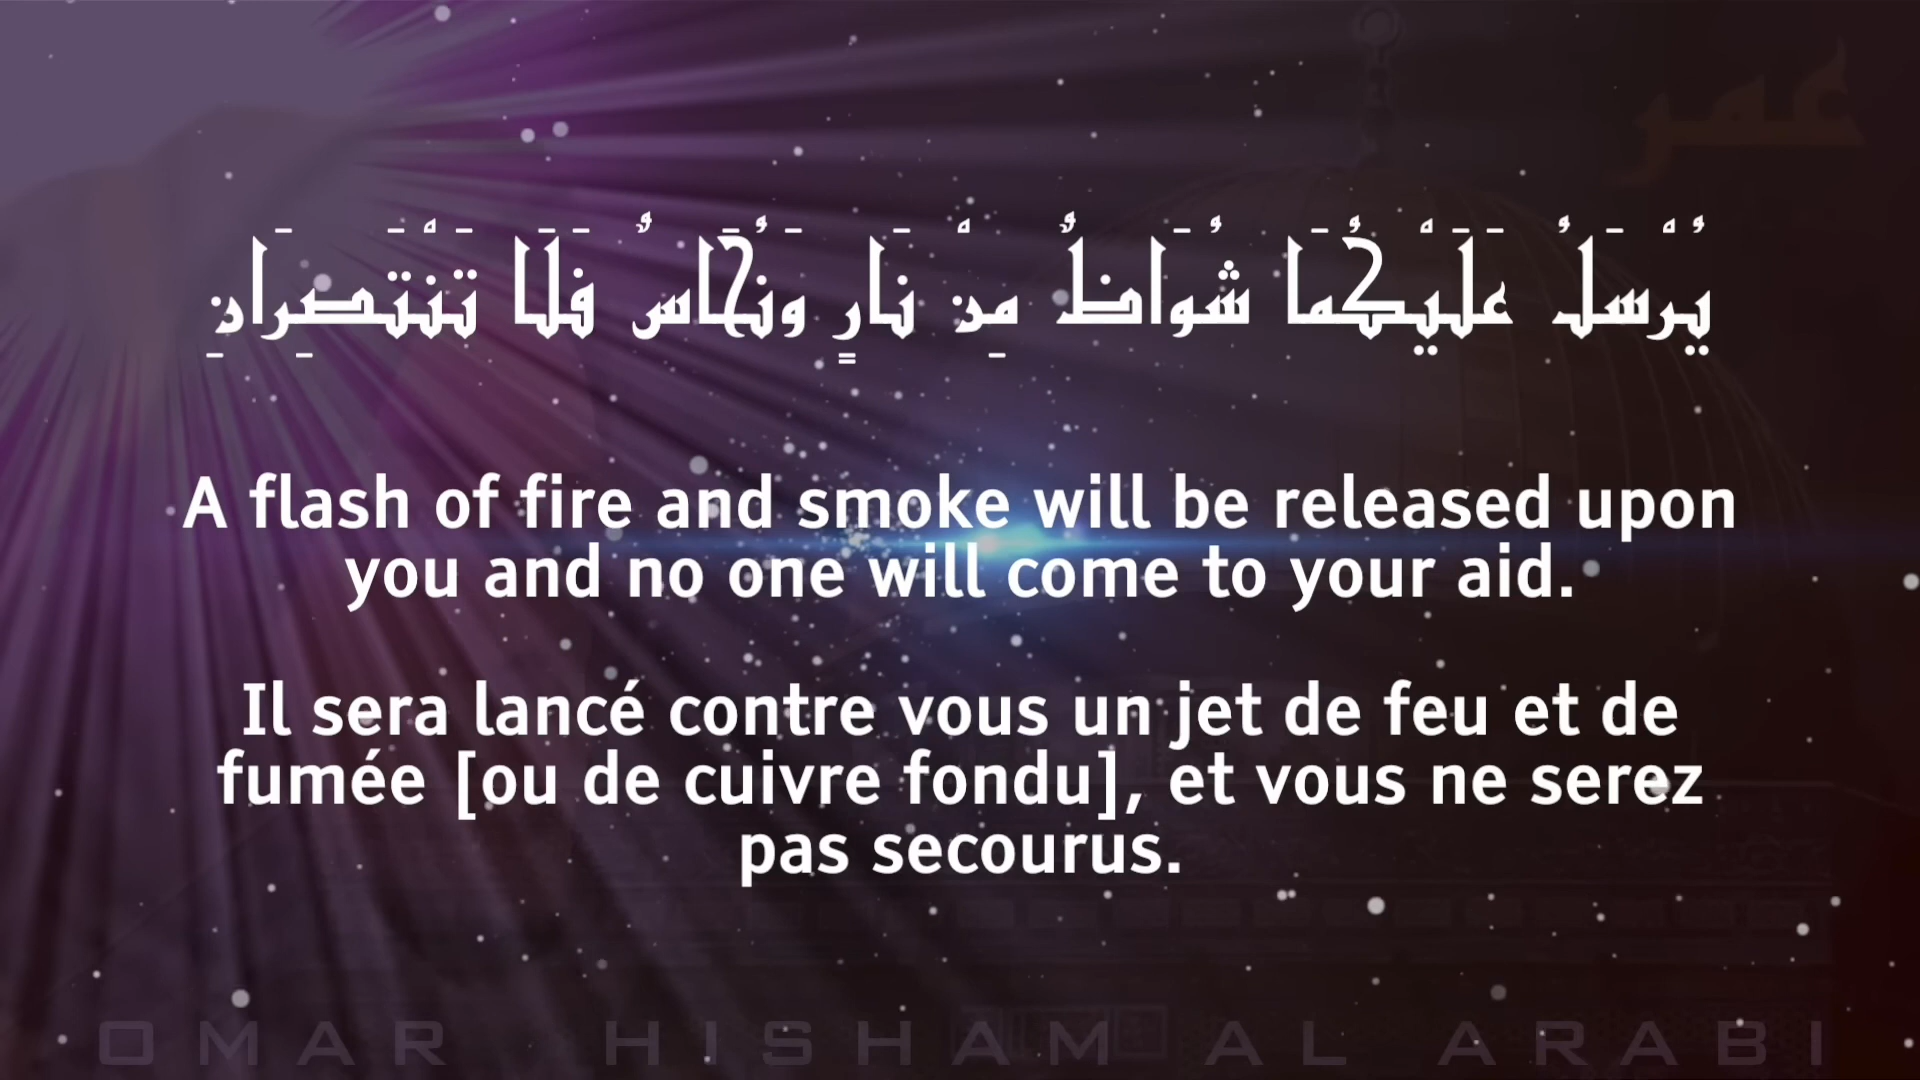 عمر
يُرْسَلُ عَلَيْكُمَا شُوَاظٌ مِنْ نَارٍ وَنُحَاسٌ فَلَا تَنْتَصِرَانِ
A flash of fire and smoke will be released upon
you and no one will come to your aid.
Il sera lancé contre vous un jet de feu et de
fumée [ou de cuivre fondu], et vous ne serez
pas secourus.
OMAR HISHAM AL ARABI